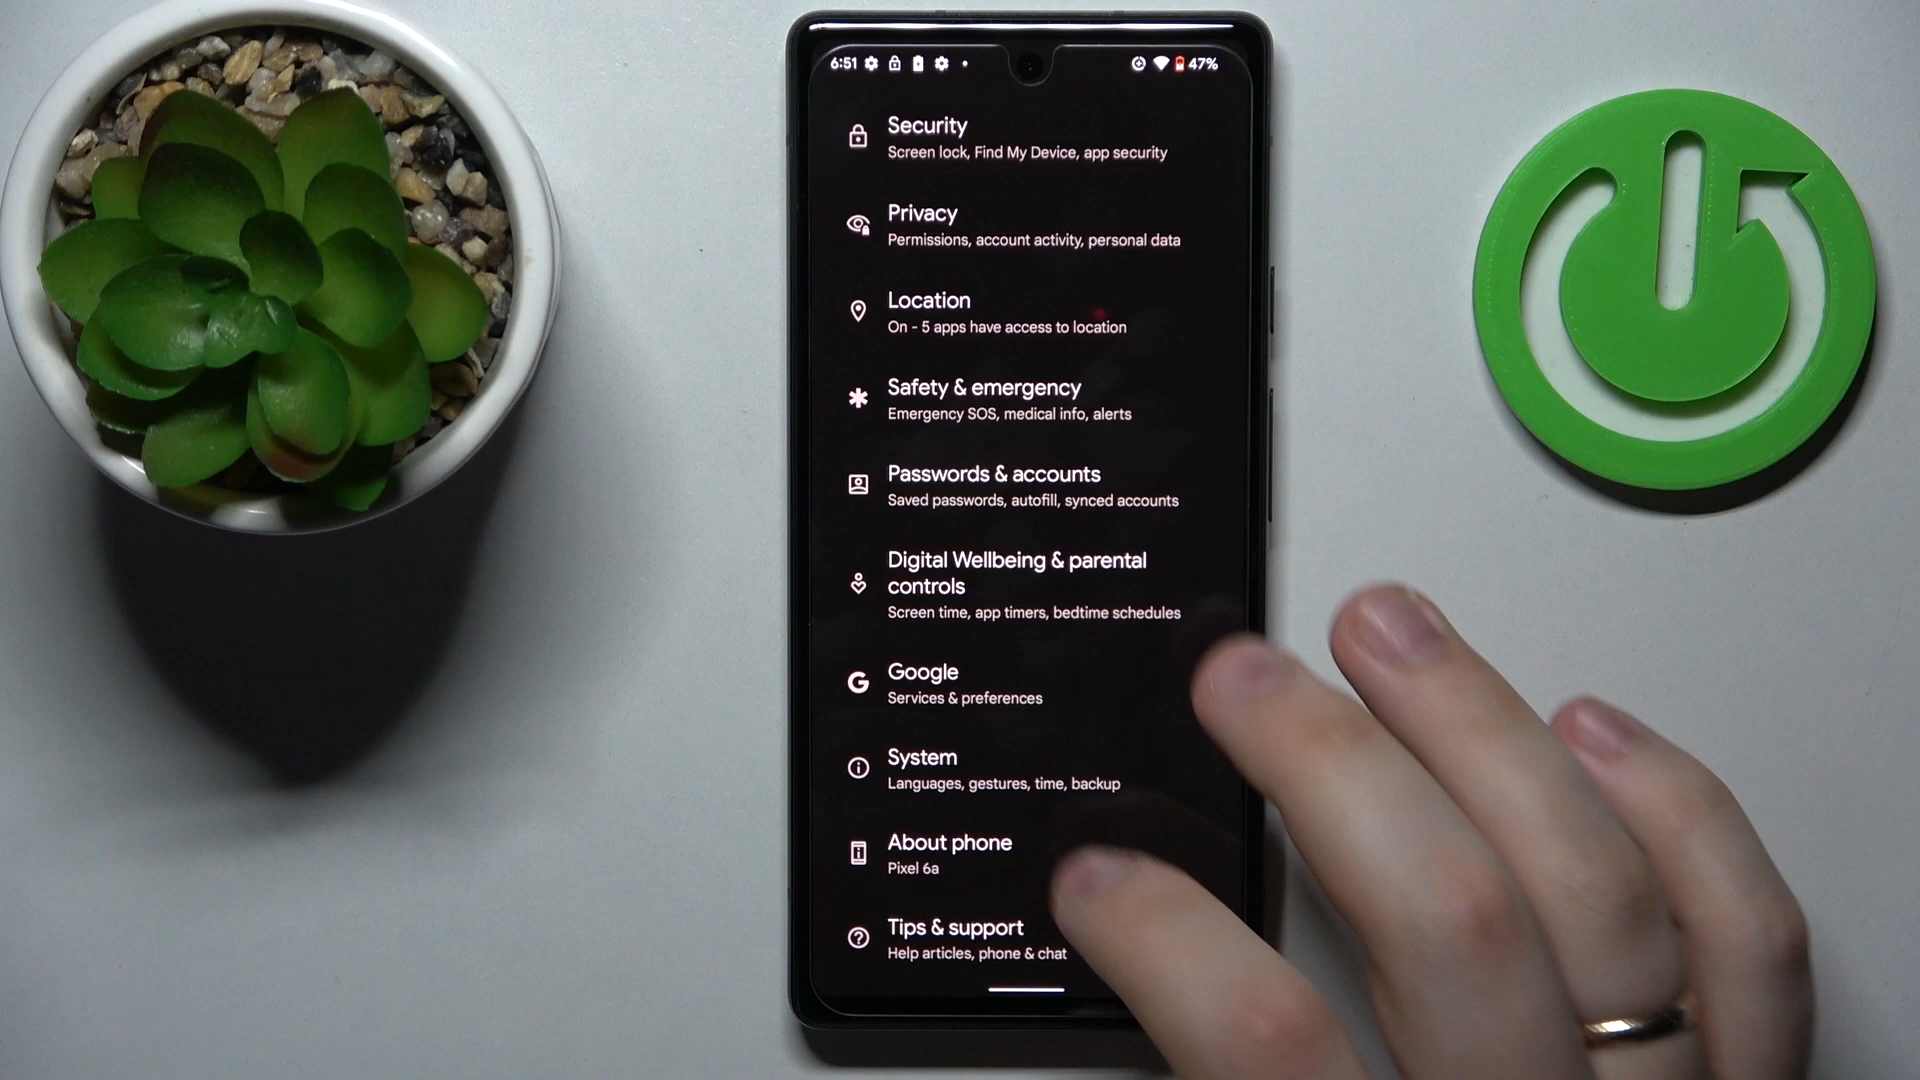 6:51 47%
Security
Screen lock, Find My Device, app security
Privacy
Permissions, account activity, personal data
Location
On - 5 apps have access to location
Safety & emergency
Emergency SOS, medical info, alerts
Passwords & accounts
Saved passwords, autofill, synced accounts
Digital Wellbeing & parental
controls
Screen time, app timers, bedtime schedules
Google
Services & preferences
System
Languages, gestures, time, backup
About phone
Pixel 6a
Tips & support
Help articles, phone & chat